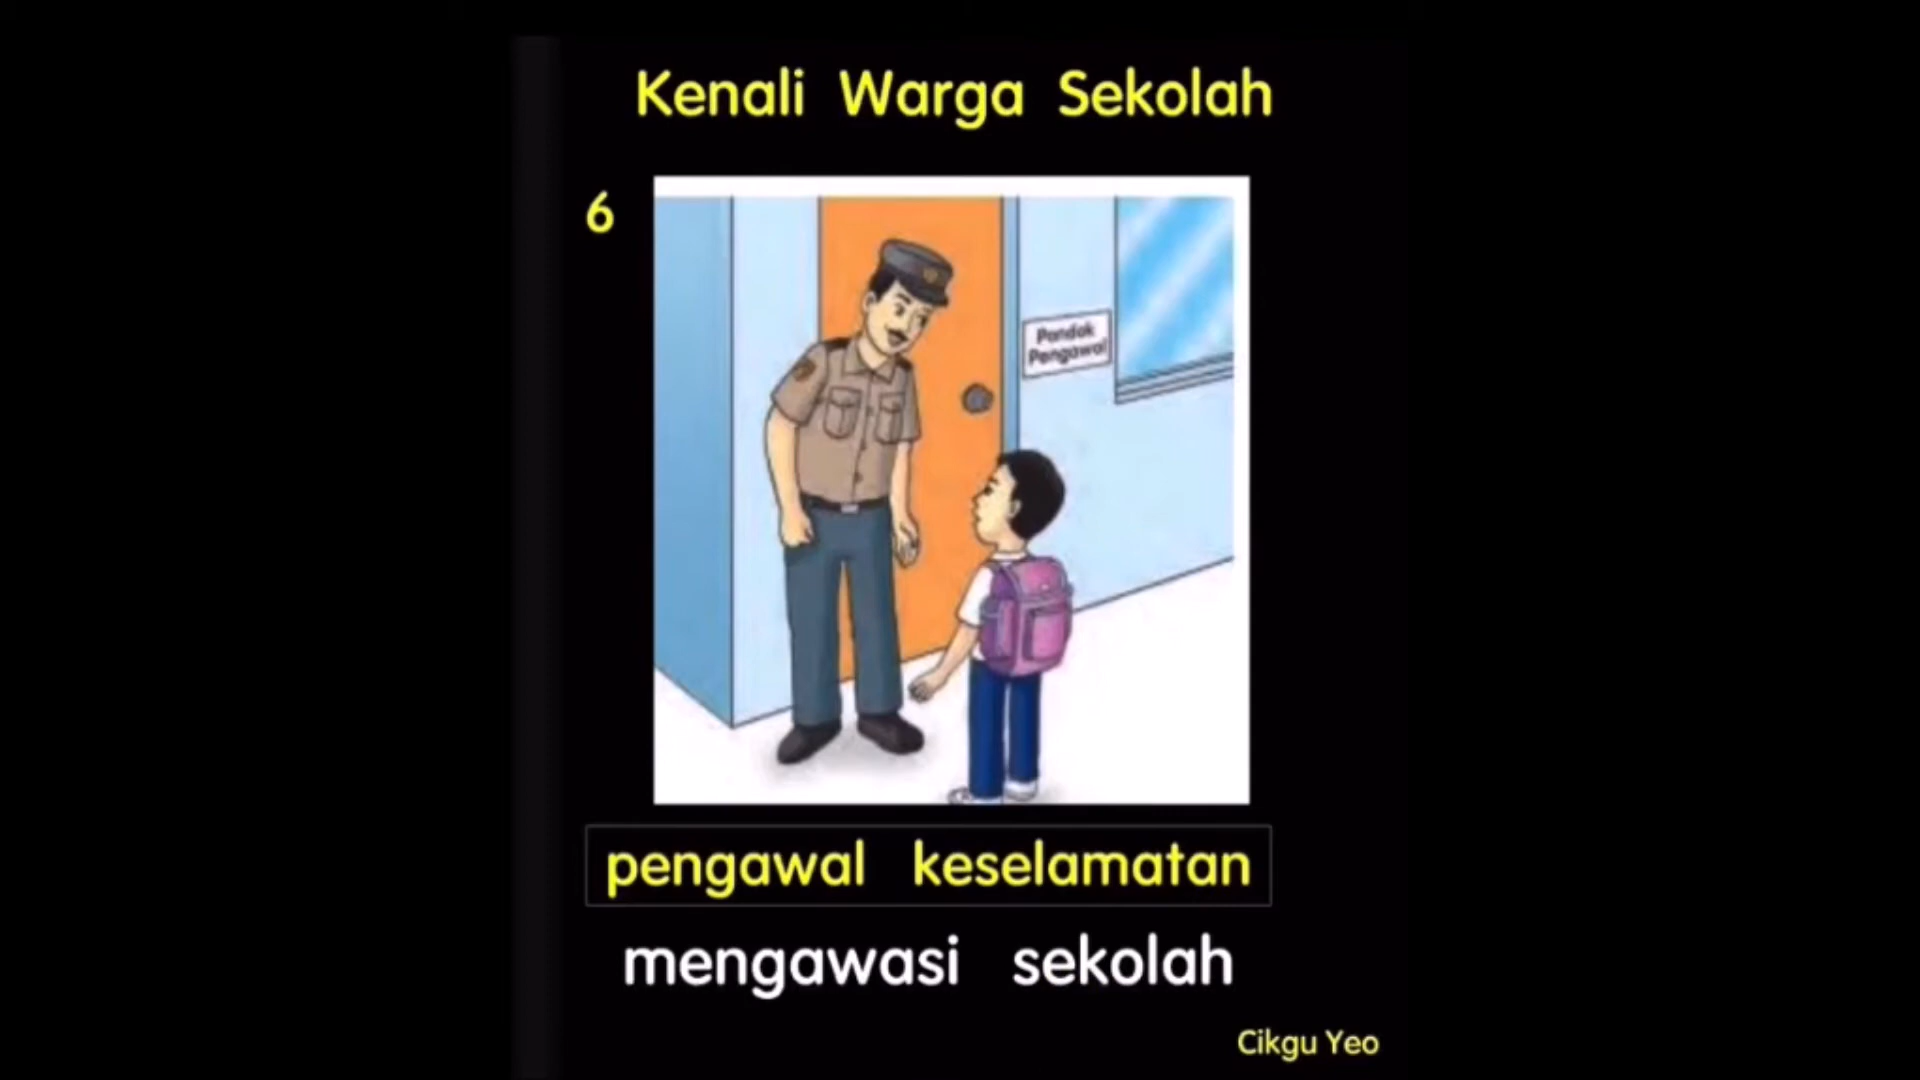 Kenali Warga Sekolah
6
Pondok
Pengawal
pengawal keselamatan
mengawasi sekolah
Cikgu Yeo